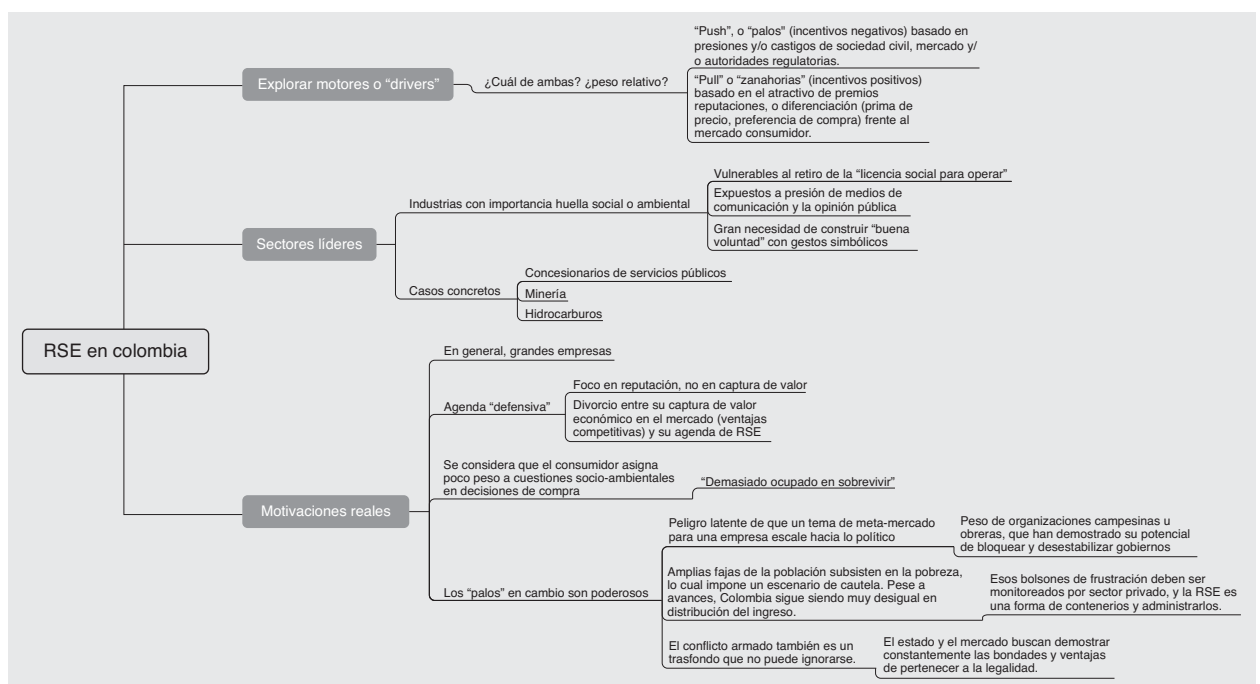 RSE en colombia
Explorar motores o “drivers”
¿Cuál de ambas? ¿peso relativo?
“Push”, o “palos” (incentivos negativos) basado en
presiones y/o castigos de sociedad civil, mercado y/
o autoridades regulatorias.
“Pull” o “zanahorias” (incentivos positivos)
basado en el atractivo de premios
reputaciones, o diferenciación (prima de
precio, preferencia de compra) frente al
mercado consumidor.
Sectores líderes
Industrias con importancia huella social o ambiental
Vulnerables al retiro de la “licencia social para operar”
Expuestos a presión de medios de
comunicación y la opinión pública
Gran necesidad de construir “buena
voluntad” con gestos simbólicos
Casos concretos
Concesionarios de servicios públicos
Minería
Hidrocarburos
Motivaciones reales
En general, grandes empresas
Agenda “defensiva”
Foco en reputación, no en captura de valor
Divorcio entre su captura de valor
económico en el mercado (ventajas
competitivas) y su agenda de RSE
Se considera que el consumidor asigna
poco peso a cuestiones socio-ambientales
en decisiones de compra
“Demasiado ocupado en sobrevivir”
Los “palos” en cambio son poderosos
Peligro latente de que un tema de meta-mercado
para una empresa escale hacia lo político
Peso de organizaciones campesinas u
obreras, que han demostrado su potencial
de bloquear y desestabilizar gobiernos
Amplias fajas de la población subsisten en la pobreza,
lo cual impone un escenario de cautela. Pese a
avances, Colombia sigue siendo muy desigual en
distribución del ingreso.
Esos bolsones de frustración deben ser
monitoreados por sector privado, y la RSE es
una forma de contenerios y administrarlos.
El conflicto armado también es un
trasfondo que no puede ignorarse.
El estado y el mercado buscan demostrar
constantemente las bondades y ventajas
de pertenecer a la legalidad.